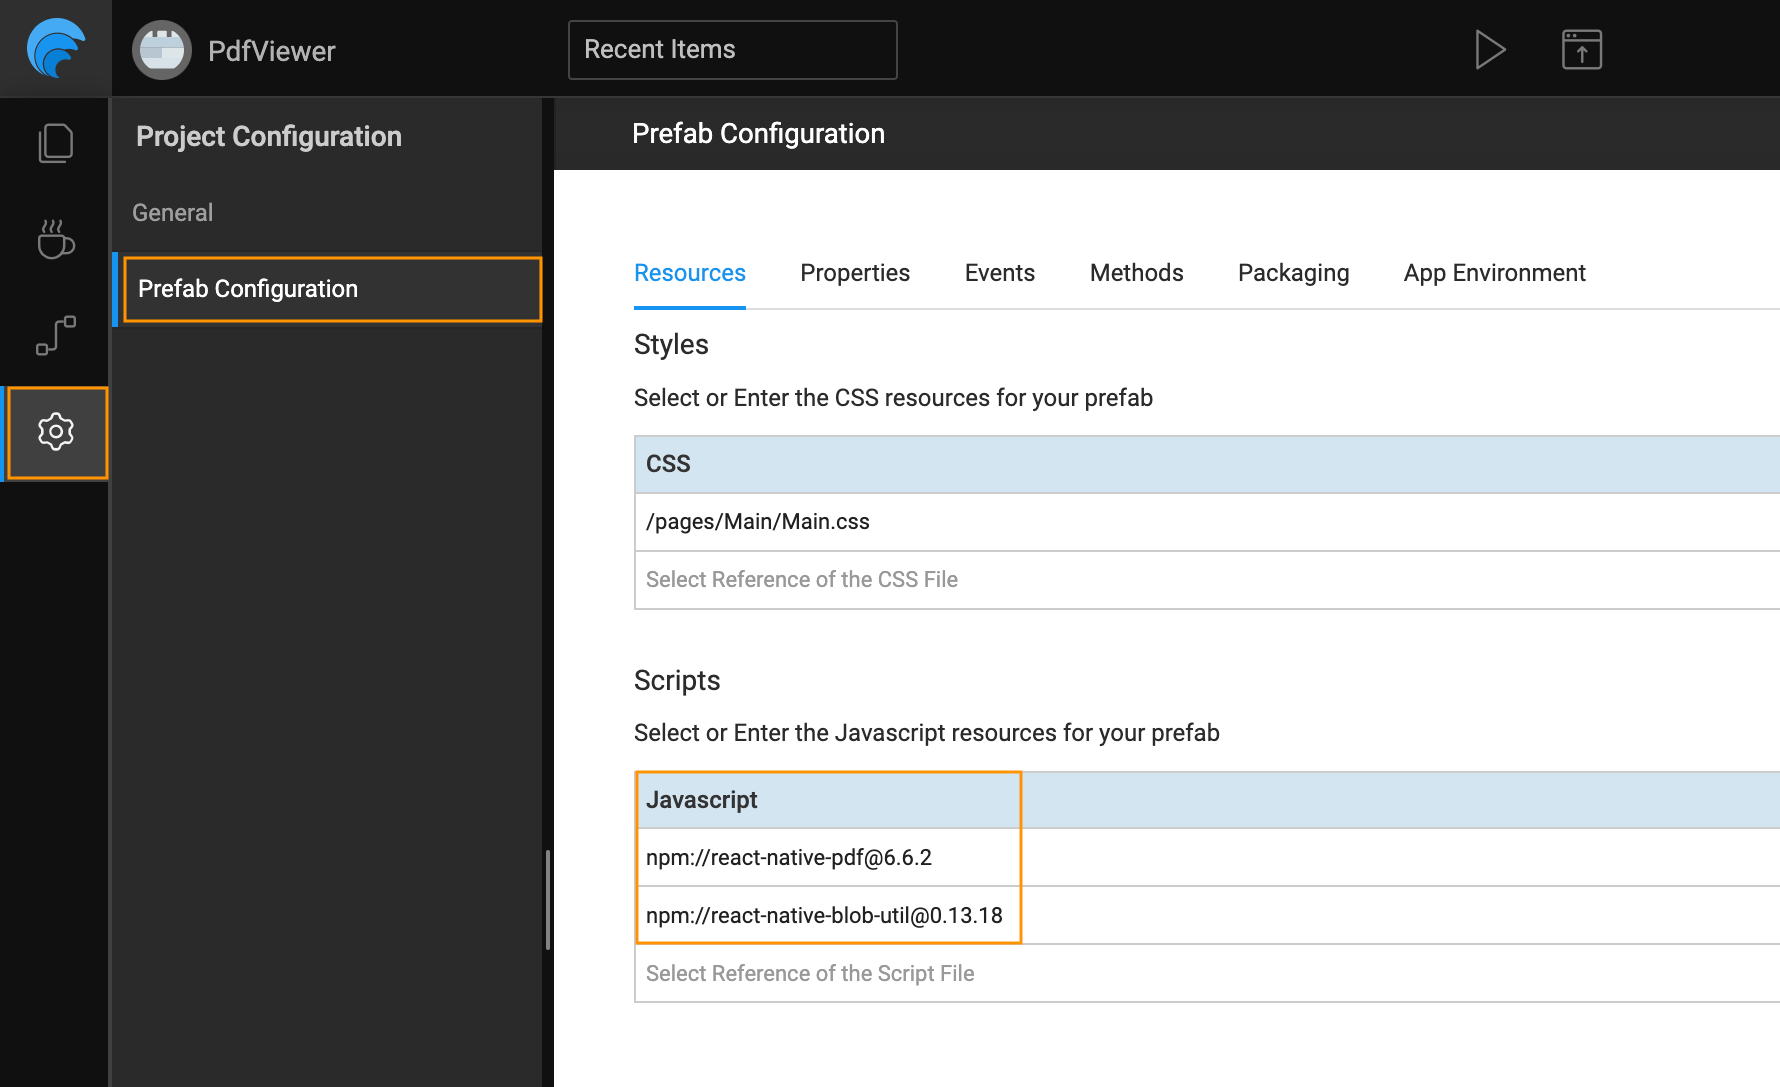 PdfViewer
Recent Items
Project Configuration
General
Prefab Configuration
Prefab Configuration
Resources
Properties
Events
Methods
Packaging
App Environment
Styles
Select or Enter the CSS resources for your prefab
CSS
/pages/Main/Main.css
Select Reference of the CSS File
Scripts
Select or Enter the Javascript resources for your prefab
Javascript
npm://react-native-pdf@6.6.2
npm://react-native-blob-util@0.13.18
Select Reference of the Script File